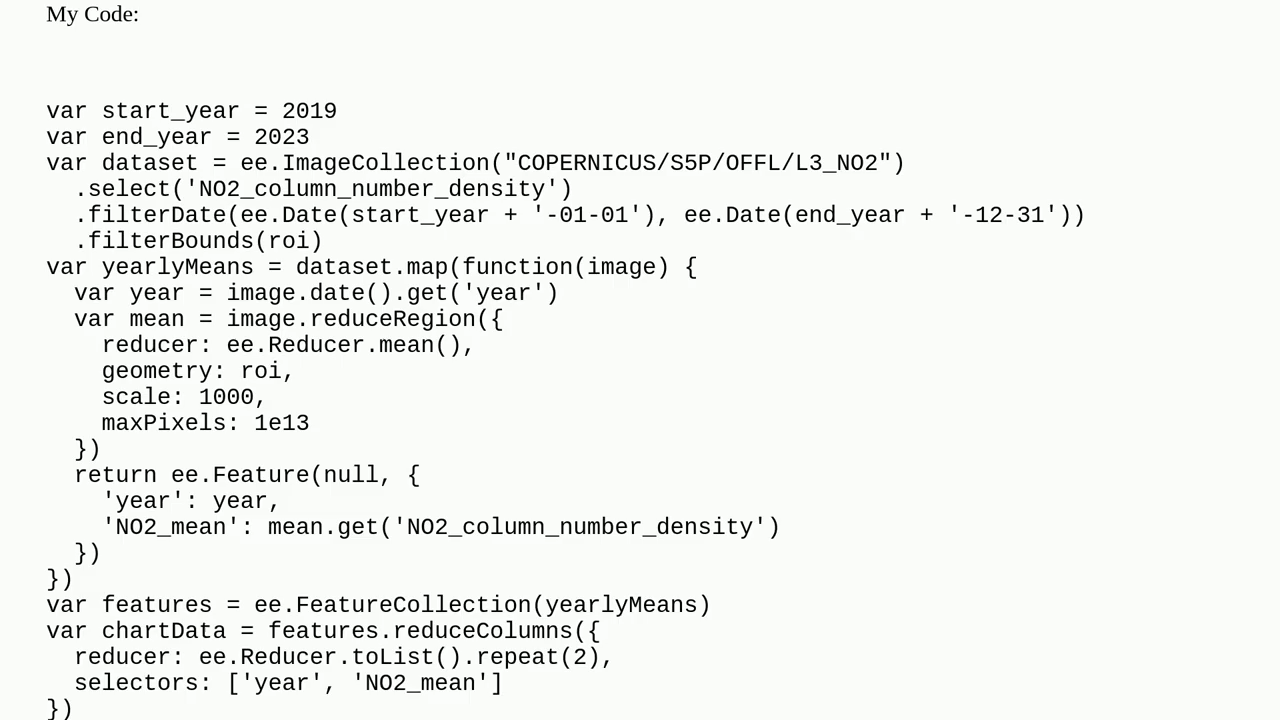 My Code:
var start_year = 2019
var end_year = 2023
var dataset = ee.ImageCollection("COPERNICUS/S5P/OFFL/L3_NO2")
  .select('NO2_column_number_density')
  .filterDate(ee.Date(start_year + '-01-01'), ee.Date(end_year + '-12-31'))
  .filterBounds(roi)
var yearlyMeans = dataset.map(function(image) {
  var year = image.date().get('year')
  var mean = image.reduceRegion({
    reducer: ee.Reducer.mean(),
    geometry: roi,
    scale: 1000,
    maxPixels: 1e13
  })
  return ee.Feature(null, {
    'year': year,
    'NO2_mean': mean.get('NO2_column_number_density')
  })
})
var features = ee.FeatureCollection(yearlyMeans)
var chartData = features.reduceColumns({
  reducer: ee.Reducer.toList().repeat(2),
  selectors: ['year', 'NO2_mean']
})